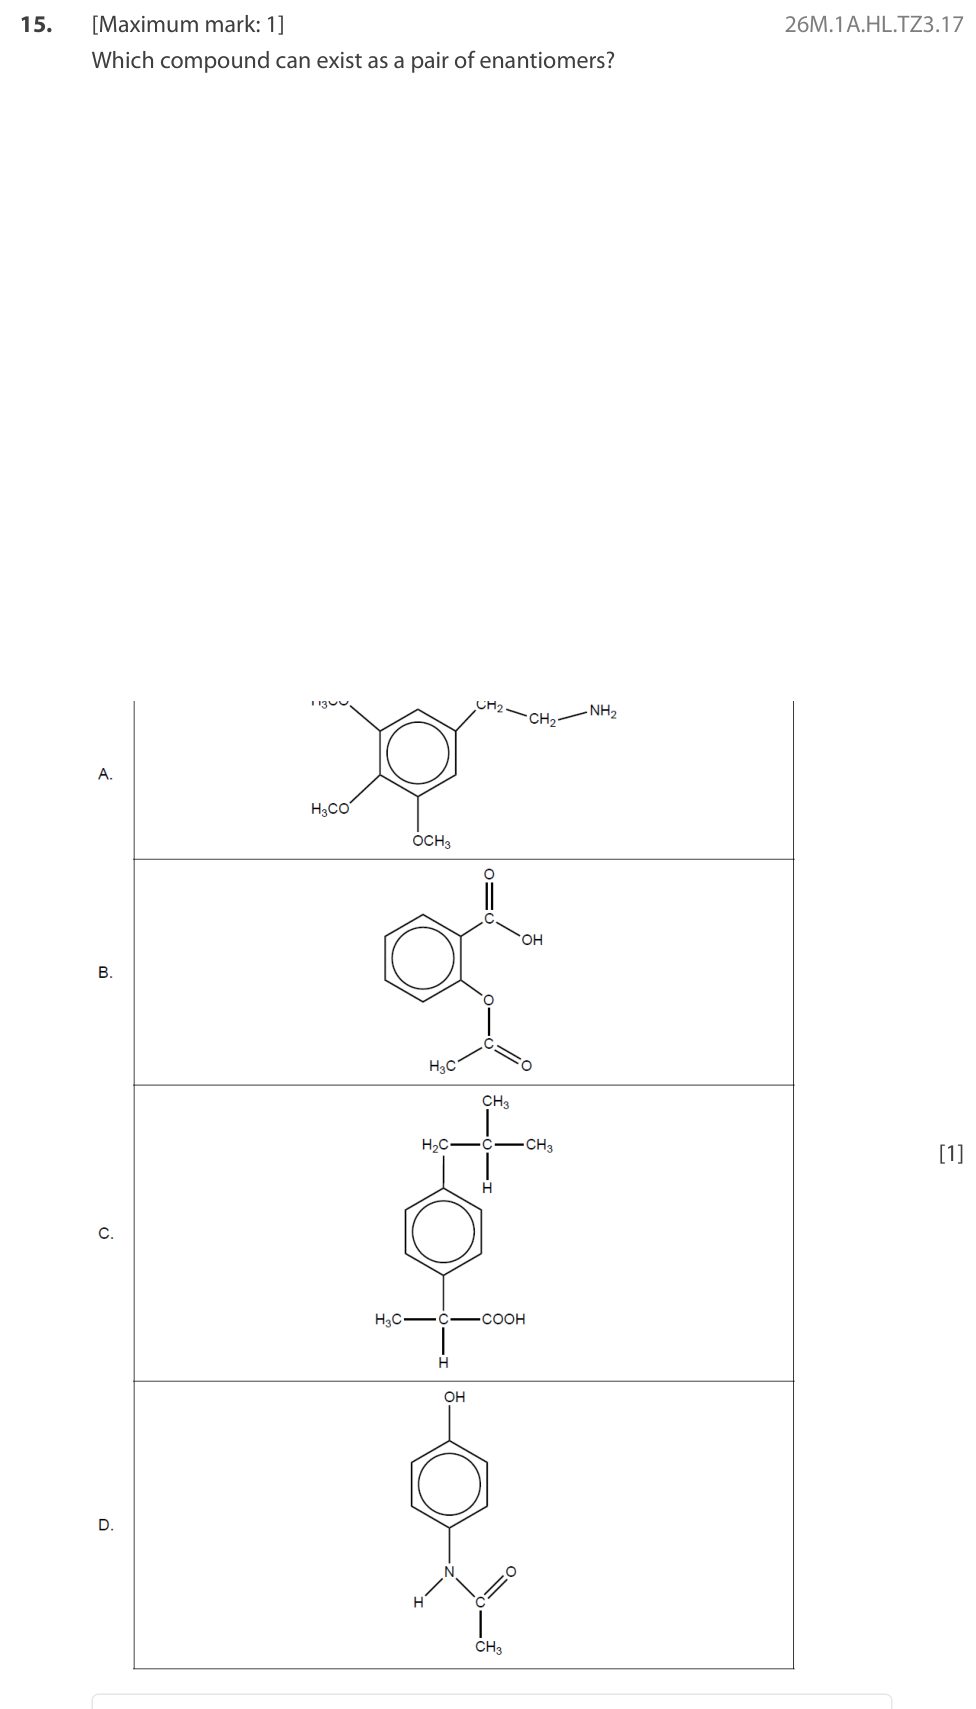 15. [Maximum mark: 1] 26M.1A.HL.TZ3.17
Which compound can exist as a pair of enantiomers?
CH₂ CH₂ NH₂
A.
H₃CO
OCH₃
O
C
OH
B.
O
C
H₃C O
CH₃
H₂C C CH₃
[1]
H
C.
H₃C C COOH
H
OH
D.
N O
H C
CH₃